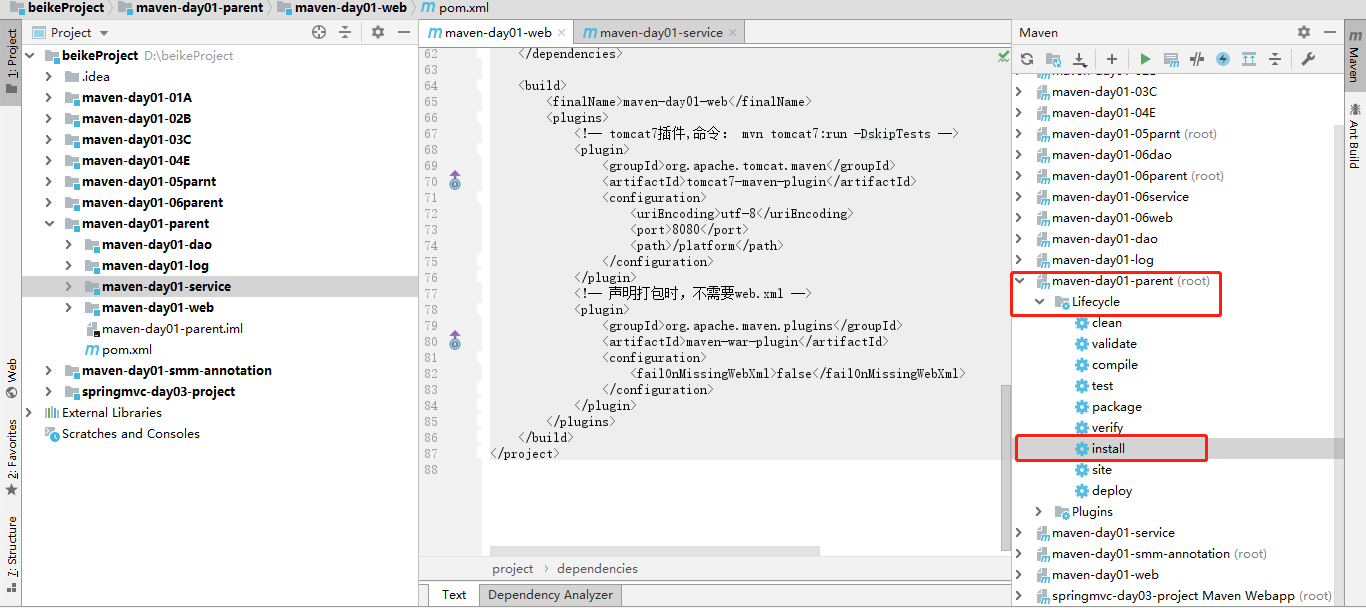 beikeProject maven-day01-parent maven-day01-web pom.xml
1: Project
Web
2: Favorites
7: Structure
Project
beikeProject D:\beikeProject
.idea
maven-day01-01A
maven-day01-02B
maven-day01-03C
maven-day01-04E
maven-day01-05parnt
maven-day01-06parent
maven-day01-parent
maven-day01-dao
maven-day01-log
maven-day01-service
maven-day01-web
maven-day01-parent.iml
pom.xml
maven-day01-smm-annotation
springmvc-day03-project
External Libraries
Scratches and Consoles
maven-day01-web
maven-day01-service
62 </dependencies>
63
64 <build>
65 <finalName>maven-day01-web</finalName>
66 <plugins>
67 <!— tomcat7插件,命令： mvn tomcat7:run -DskipTests —>
68 <plugin>
69 <groupId>org.apache.tomcat.maven</groupId>
70 <artifactId>tomcat7-maven-plugin</artifactId>
71 <configuration>
72 <uriEncoding>utf-8</uriEncoding>
73 <port>8080</port>
74 <path>/platform</path>
75 </configuration>
76 </plugin>
77 <!— 声明打包时，不需要web.xml —>
78 <plugin>
79 <groupId>org.apache.maven.plugins</groupId>
80 <artifactId>maven-war-plugin</artifactId>
81 <configuration>
82 <failOnMissingWebXml>false</failOnMissingWebXml>
83 </configuration>
84 </plugin>
85 </plugins>
86 </build>
87 </project>
88
project › dependencies
Text
Dependency Analyzer
Maven
maven-day01-02B
maven-day01-03C
maven-day01-04E
maven-day01-05parnt (root)
maven-day01-06dao
maven-day01-06parent (root)
maven-day01-06service
maven-day01-06web
maven-day01-dao
maven-day01-log
maven-day01-parent (root)
Lifecycle
clean
validate
compile
test
package
verify
install
site
deploy
Plugins
maven-day01-service
maven-day01-smm-annotation (root)
maven-day01-web
springmvc-day03-project Maven Webapp (root)
Maven
Ant Build